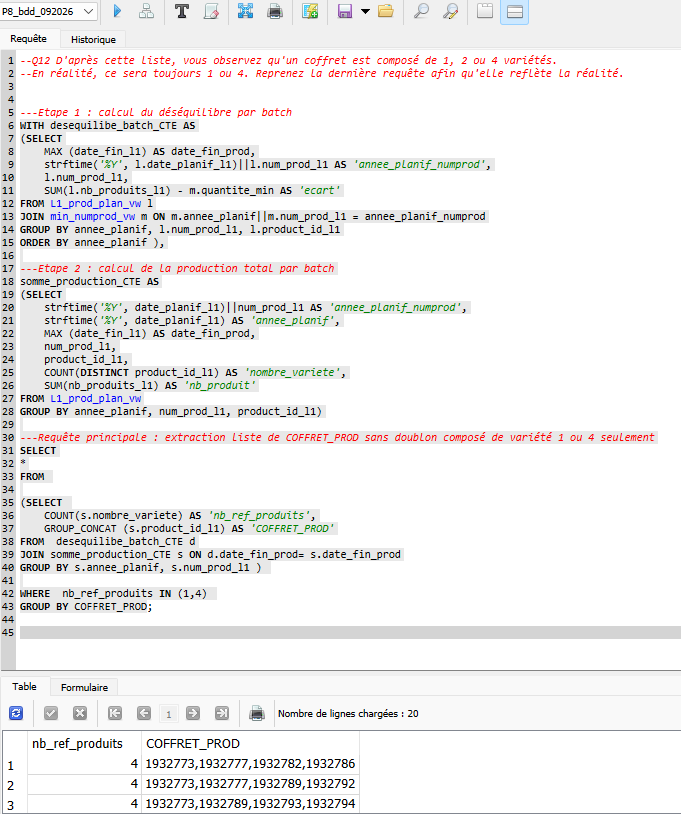 P8_bdd_092026
Requête Historique
1 --Q12 D'après cette liste, vous observez qu'un coffret est composé de 1, 2 ou 4 variétés.
2 --En réalité, ce sera toujours 1 ou 4. Reprenez la dernière requête afin qu'elle reflète la réalité.
3
4
5 ---Etape 1 : calcul du déséquilibre par batch
6 WITH desequilibe_batch_CTE AS
7 (SELECT
8 MAX (date_fin_l1) AS date_fin_prod,
9 strftime('%Y', l.date_planif_l1)||l.num_prod_l1 AS 'annee_planif_numprod',
10 l.num_prod_l1,
11 SUM(l.nb_produits_l1) - m.quantite_min AS 'ecart'
12 FROM L1_prod_plan_vw l
13 JOIN min_numprod_vw m ON m.annee_planif||m.num_prod_l1 = annee_planif_numprod
14 GROUP BY annee_planif, l.num_prod_l1, l.product_id_l1
15 ORDER BY annee_planif ),
16
17 ---Etape 2 : calcul de la production total par batch
18 somme_production_CTE AS
19 (SELECT
20 strftime('%Y', date_planif_l1)||num_prod_l1 AS 'annee_planif_numprod',
21 strftime('%Y', date_planif_l1) AS 'annee_planif',
22 MAX (date_fin_l1) AS date_fin_prod,
23 num_prod_l1,
24 product_id_l1,
25 COUNT(DISTINCT product_id_l1) AS 'nombre_variete',
26 SUM(nb_produits_l1) AS 'nb_produit'
27 FROM L1_prod_plan_vw
28 GROUP BY annee_planif, num_prod_l1, product_id_l1)
29
30 ---Requête principale : extraction liste de COFFRET_PROD sans doublon composé de variété 1 ou 4 seulement
31 SELECT
32 *
33 FROM
34
35 (SELECT
36 COUNT(s.nombre_variete) AS 'nb_ref_produits',
37 GROUP_CONCAT (s.product_id_l1) AS 'COFFRET_PROD'
38 FROM desequilibe_batch_CTE d
39 JOIN somme_production_CTE s ON d.date_fin_prod= s.date_fin_prod
40 GROUP BY s.annee_planif, s.num_prod_l1 )
41
42 WHERE nb_ref_produits IN (1,4)
43 GROUP BY COFFRET_PROD;
44
45
Table Formulaire
1 Nombre de lignes chargées : 20
nb_ref_produits COFFRET_PROD
1 4 1932773,1932777,1932782,1932786
2 4 1932773,1932777,1932789,1932792
3 4 1932773,1932789,1932793,1932794